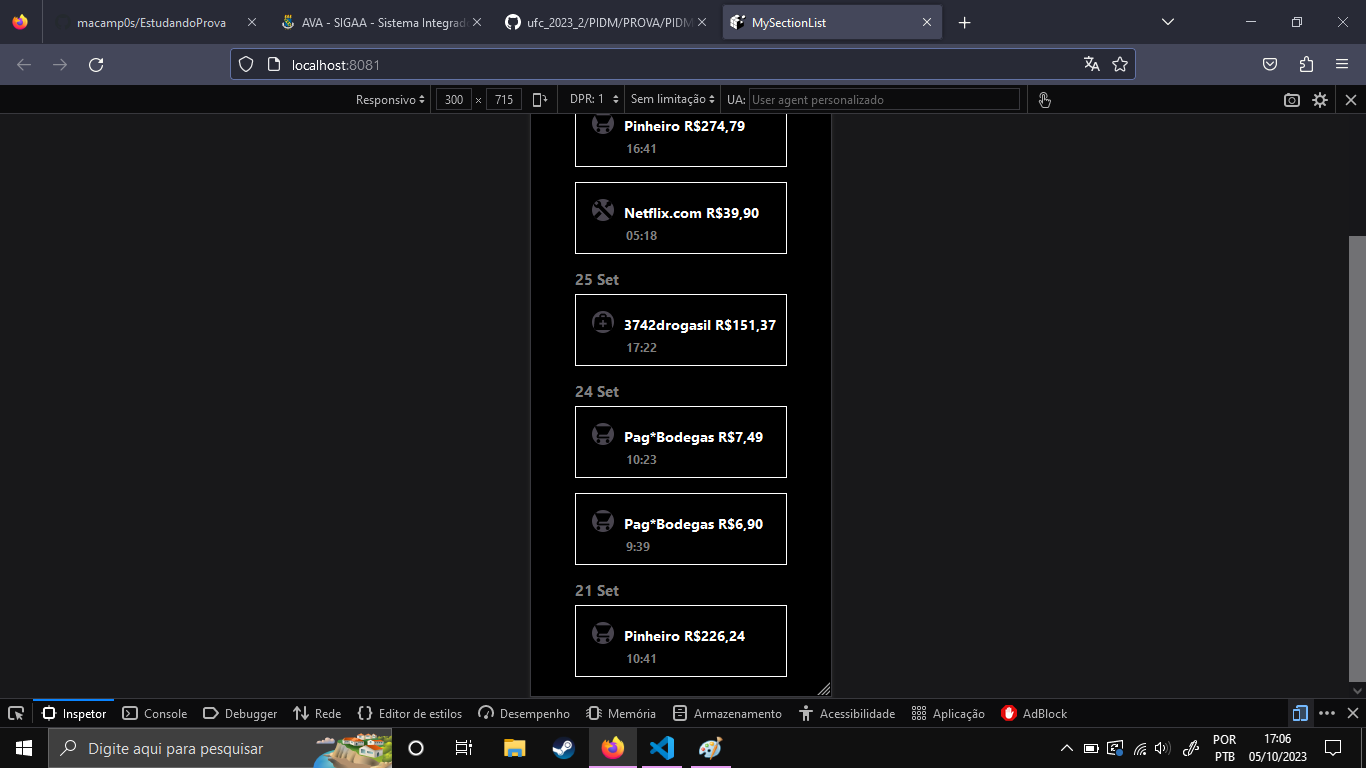 macamp0s/EstudandoProva
AVA - SIGAA - Sistema Integrad
ufc_2023_2/PIDM/PROVA/PIDM
MySectionList
localhost:8081
Responsivo 300 × 715 DPR: 1 Sem limitação UA: User agent personalizado
Pinheiro R$274,79
16:41
Netflix.com R$39,90
05:18
25 Set
3742drogasil R$151,37
17:22
24 Set
Pag*Bodegas R$7,49
10:23
Pag*Bodegas R$6,90
9:39
21 Set
Pinheiro R$226,24
10:41
Inspetor Console Debugger Rede Editor de estilos Desempenho Memória Armazenamento Acessibilidade Aplicação AdBlock
Digite aqui para pesquisar
POR
PTB
17:06
05/10/2023